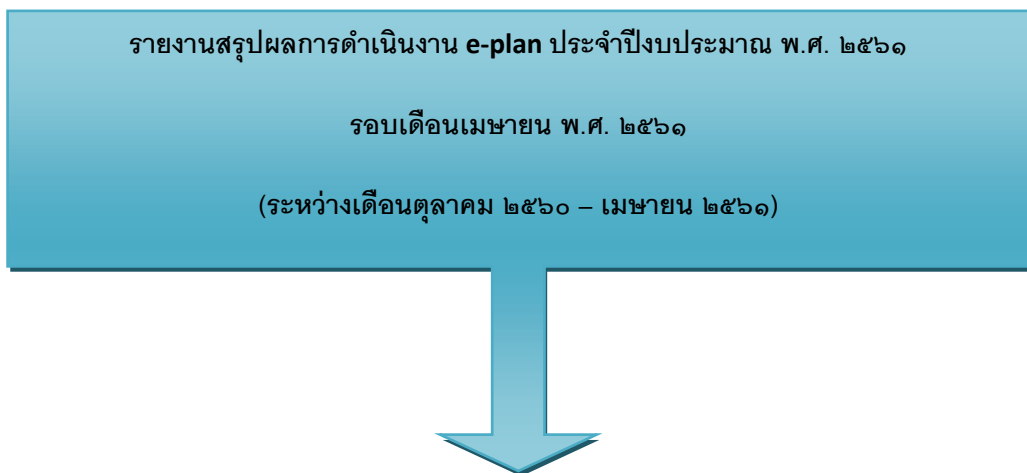 รายงานสรุปผลการดำเนินงาน e-plan ประจำปีงบประมาณ พ.ศ. ๒๕๖๑
รอบเดือนเมษายน พ.ศ. ๒๕๖๑
(ระหว่างเดือนตุลาคม ๒๕๖๐ – เมษายน ๒๕๖๑)